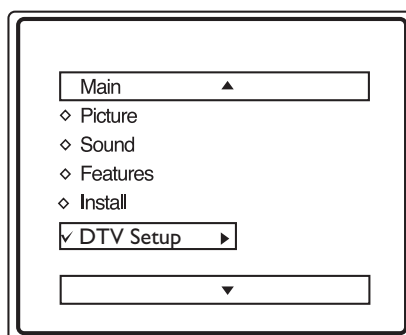 Main ▲
◇ Picture
◇ Sound
◇ Features
◇ Install
✓ DTV Setup ▶
▼